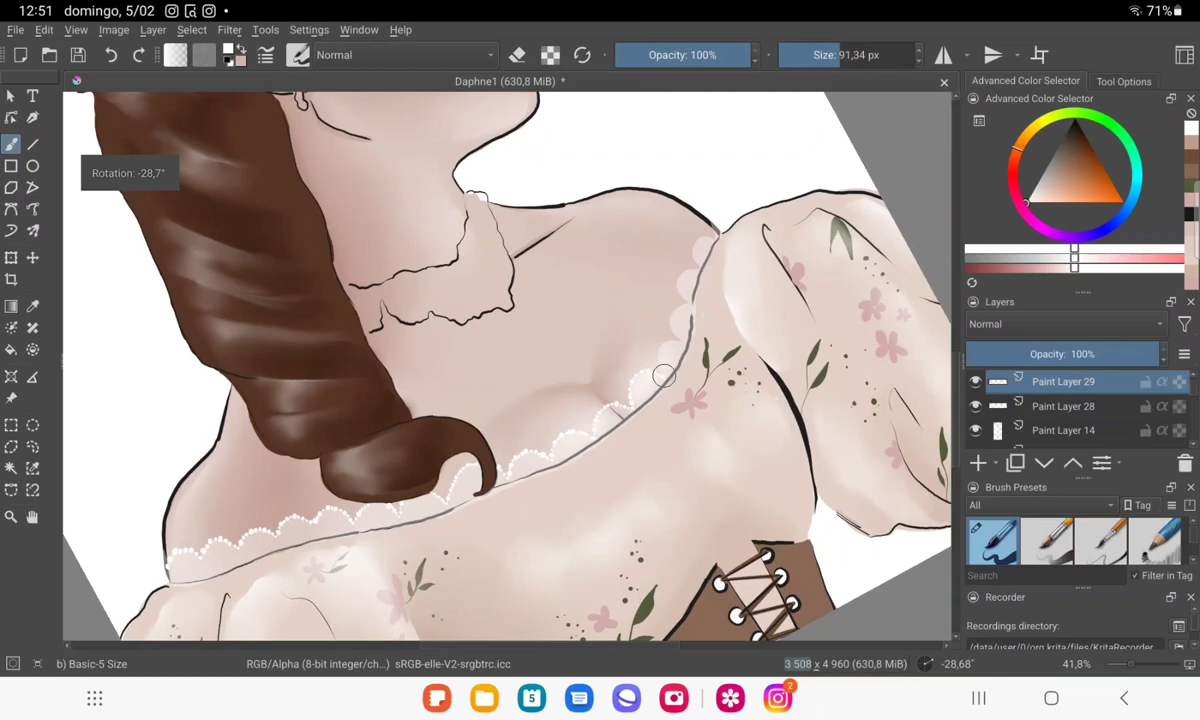 12:51 domingo, 5/02 71%
File Edit View Image Layer Select Filter Tools Settings Window Help
Normal Opacity: 100% Size: 91,34 px
Daphne1 (630,8 MiB) *
Rotation: -28,7°
Advanced Color Selector Tool Options
Advanced Color Selector
Layers
Normal
Opacity: 100%
Paint Layer 29
Paint Layer 28
Paint Layer 14
Brush Presets
All Tag
Search Filter in Tag
Recorder
Recordings directory:
/data/user/0/org.krita/files/KritaRecorder
b) Basic-5 Size RGB/Alpha (8-bit integer/ch...) sRGB-elle-V2-srgbtrc.icc 3 508 x 4 960 (630,8 MiB) -28,68° 41,8%
5 2